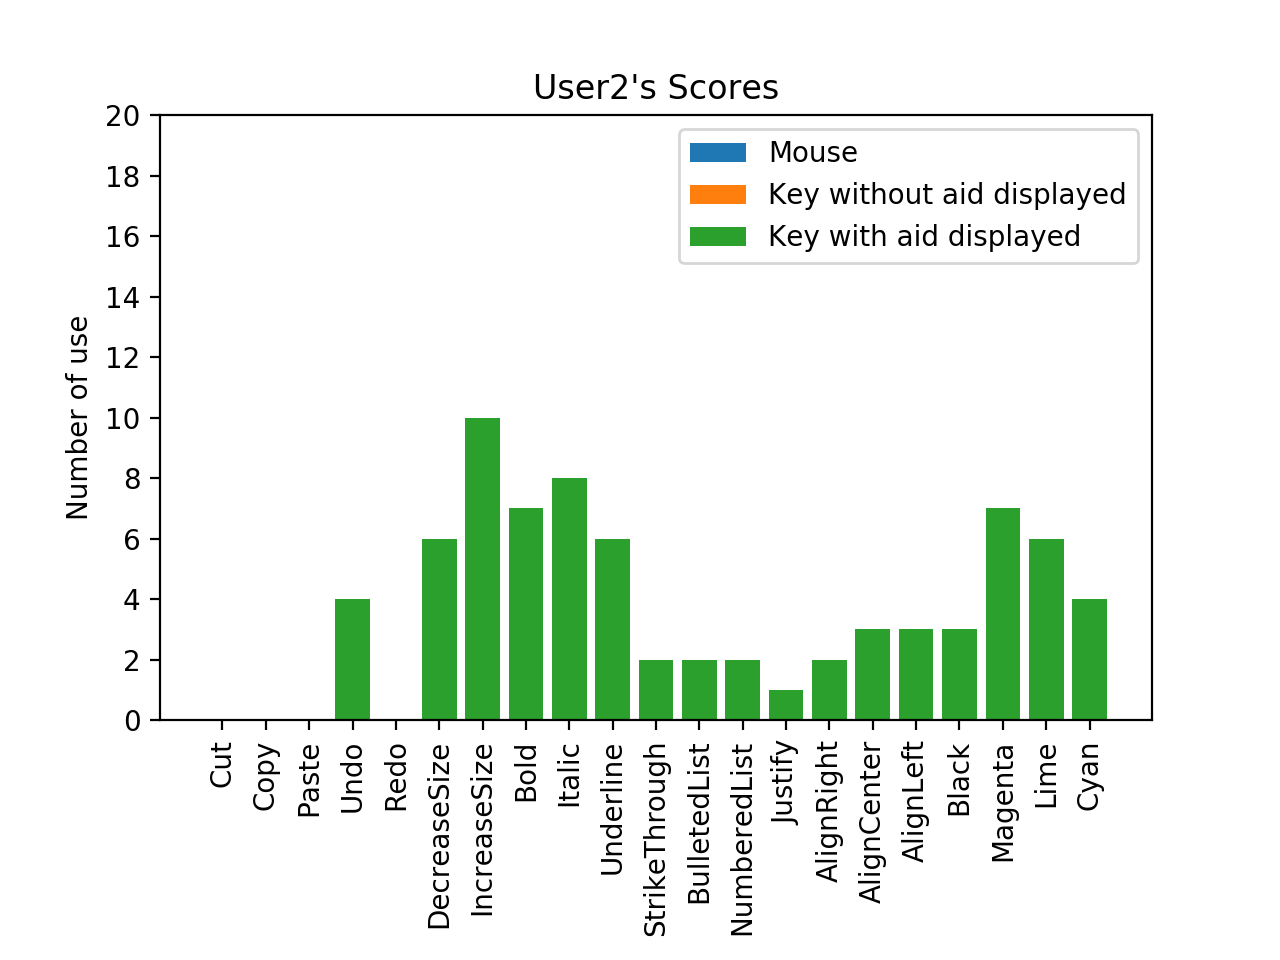 User2's Scores
Mouse
Key without aid displayed
Key with aid displayed
Number of use
20
18
16
14
12
10
8
6
4
2
0
Cut
Copy
Paste
Undo
Redo
DecreaseSize
IncreaseSize
Bold
Italic
Underline
StrikeThrough
BulletedList
NumberedList
Justify
AlignRight
AlignCenter
AlignLeft
Black
Magenta
Lime
Cyan